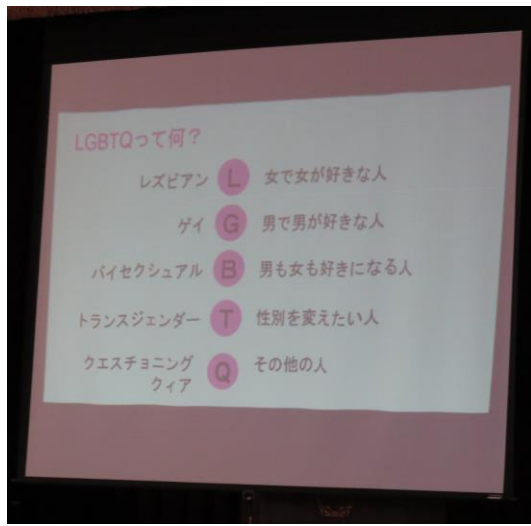 LGBTQって何？
レズビアン L 女で女が好きな人
ゲイ G 男で男が好きな人
バイセクシュアル B 男も女も好きになる人
トランスジェンダー T 性別を変えたい人
クエスチョニング
クィア Q その他の人